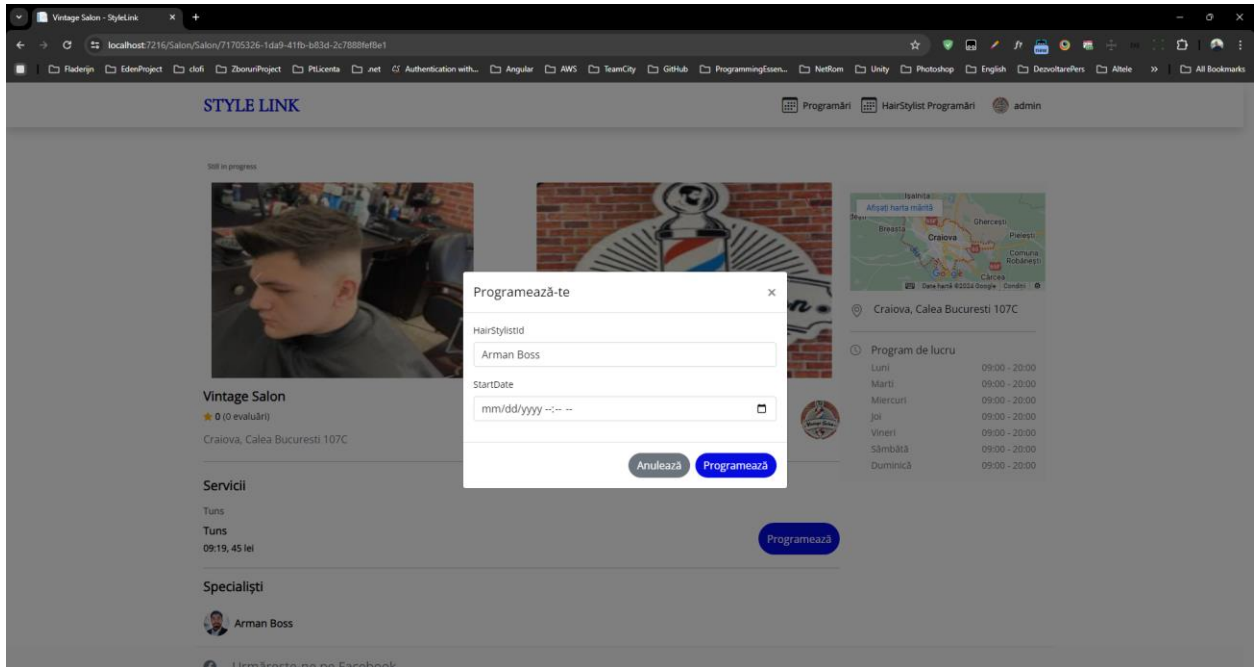 Vintage Salon - StyleLink
localhost:7216/Salon/Salon/71705326-1da9-41fb-b83d-2c7888fef8e1
Fladerijn EdenProject clofi ZboruriProject PtLicenta .net Authentication with... Angular AWS TeamCity GitHub ProgrammingEssen... NetRom Unity Photoshop English DezvoltarePers Altele » All Bookmarks
STYLE LINK
Programări HairStylist Programări admin
Still in progress
Afișați harta mărită
Ișalnița
Ghercești
Breasta
Craiova
Pielești
Comuna Robănești
Cârcea
Date hartă ©2024 Google Condiții
Programează-te ×
HairStylistId
Arman Boss
StartDate
mm/dd/yyyy --:-- --
Anulează Programează
Craiova, Calea Bucuresti 107C
Program de lucru
Luni 09:00 - 20:00
Marti 09:00 - 20:00
Miercuri 09:00 - 20:00
Joi 09:00 - 20:00
Vineri 09:00 - 20:00
Sâmbătă 09:00 - 20:00
Duminică 09:00 - 20:00
Vintage Salon
0 (0 evaluări)
Craiova, Calea Bucuresti 107C
Servicii
Tuns
Tuns
09:19, 45 lei
Programează
Specialiști
Arman Boss